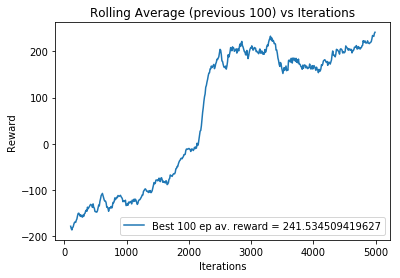 Rolling Average (previous 100) vs Iterations
200
100
0
−100
−200
Reward
Best 100 ep av. reward = 241.534509419627
0
1000
2000
3000
4000
5000
Iterations